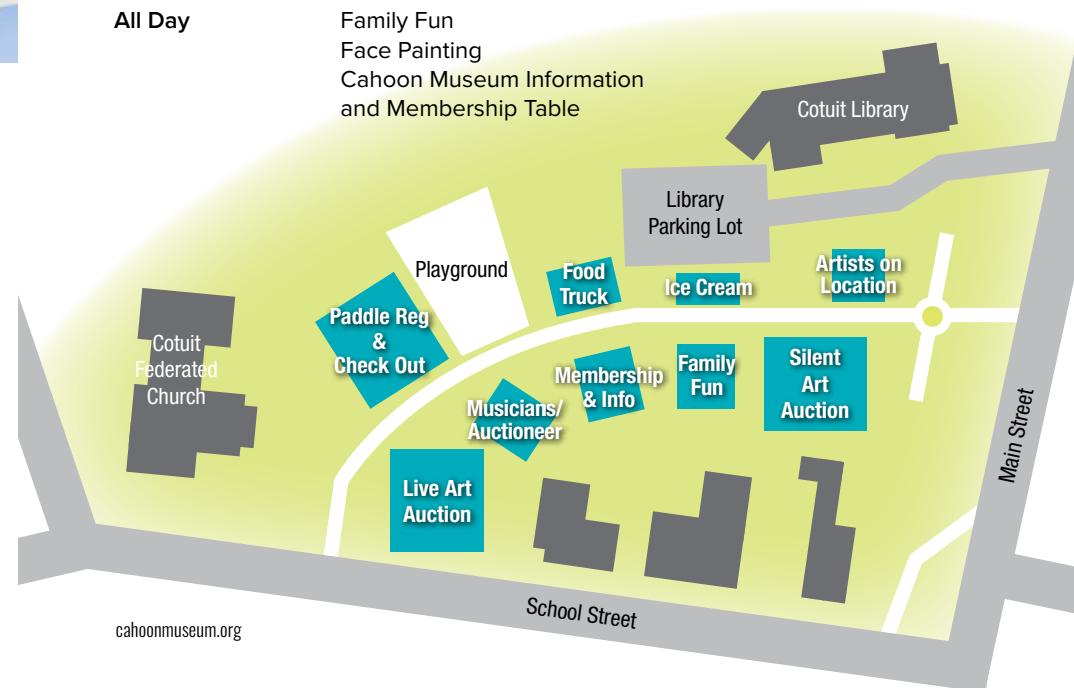 All Day
Family Fun
Face Painting
Cahoon Museum Information
and Membership Table
Cotuit Library
Library
Parking Lot
Playground
Food
Truck
Ice Cream
Artists on
Location
Paddle Reg
&
Check Out
Cotuit
Federated
Church
Membership
& Info
Family
Fun
Silent
Art
Auction
Musicians/
Auctioneer
Live Art
Auction
Main Street
School Street
cahoonmuseum.org